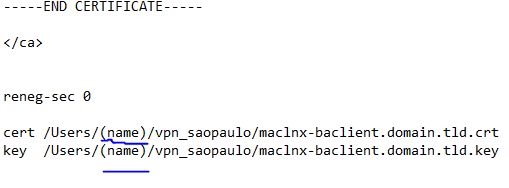 -----END CERTIFICATE-----
</ca>
reneg-sec 0
cert /Users/(name)/vpn_saopaulo/maclnx-baclient.domain.tld.crt
key  /Users/(name)/vpn_saopaulo/maclnx-baclient.domain.tld.key